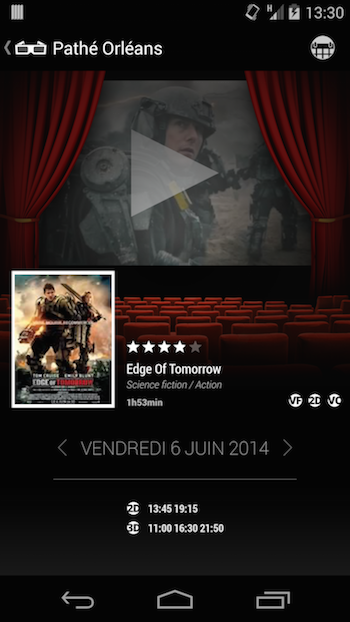 H
13:30
Pathé Orléans
TOM CRUISE EMILY BLUNT
EDGE OF TOMORROW
Edge Of Tomorrow
Science fiction / Action
1h53min
VF 2D VO
VENDREDI 6 JUIN 2014
2D 13:45 19:15
3D 11:00 16:30 21:50